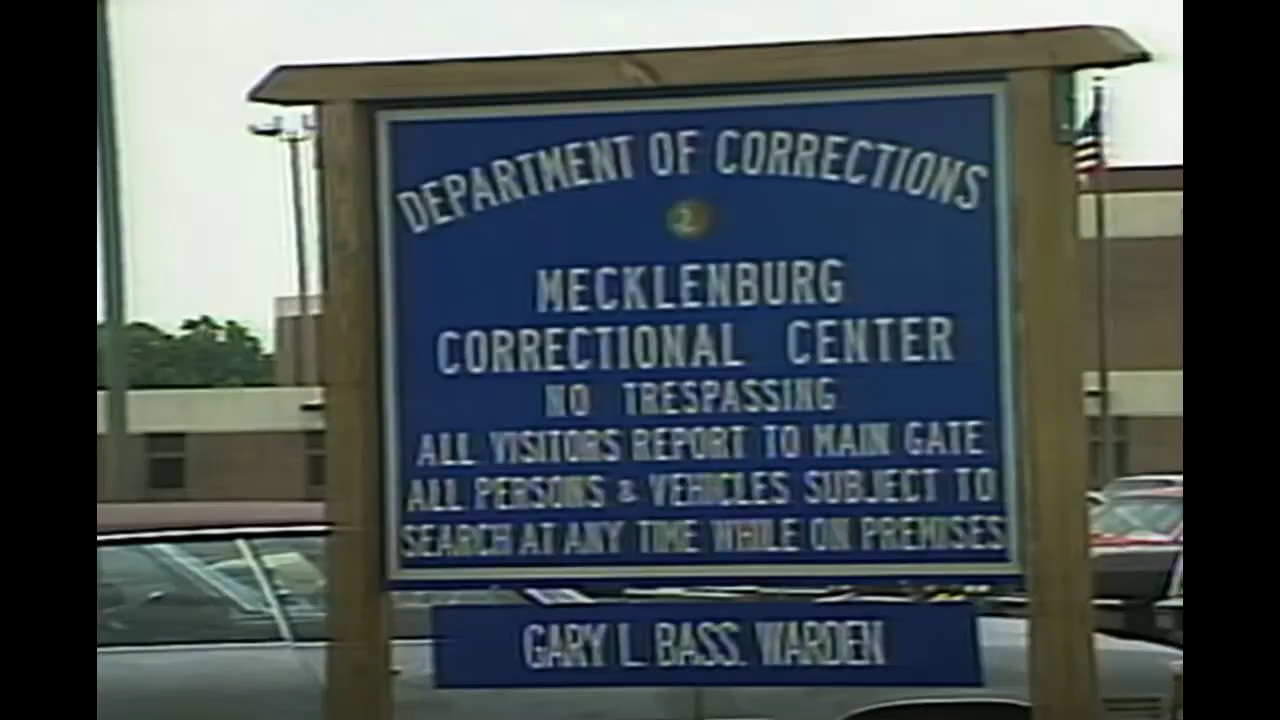 DEPARTMENT OF CORRECTIONS
MECKLENBURG
CORRECTIONAL CENTER
NO TRESPASSING
ALL VISITORS REPORT TO MAIN GATE
ALL PERSONS & VEHICLES SUBJECT TO
SEARCH AT ANY TIME WHILE ON PREMISES
GARY L. BASS. WARDEN